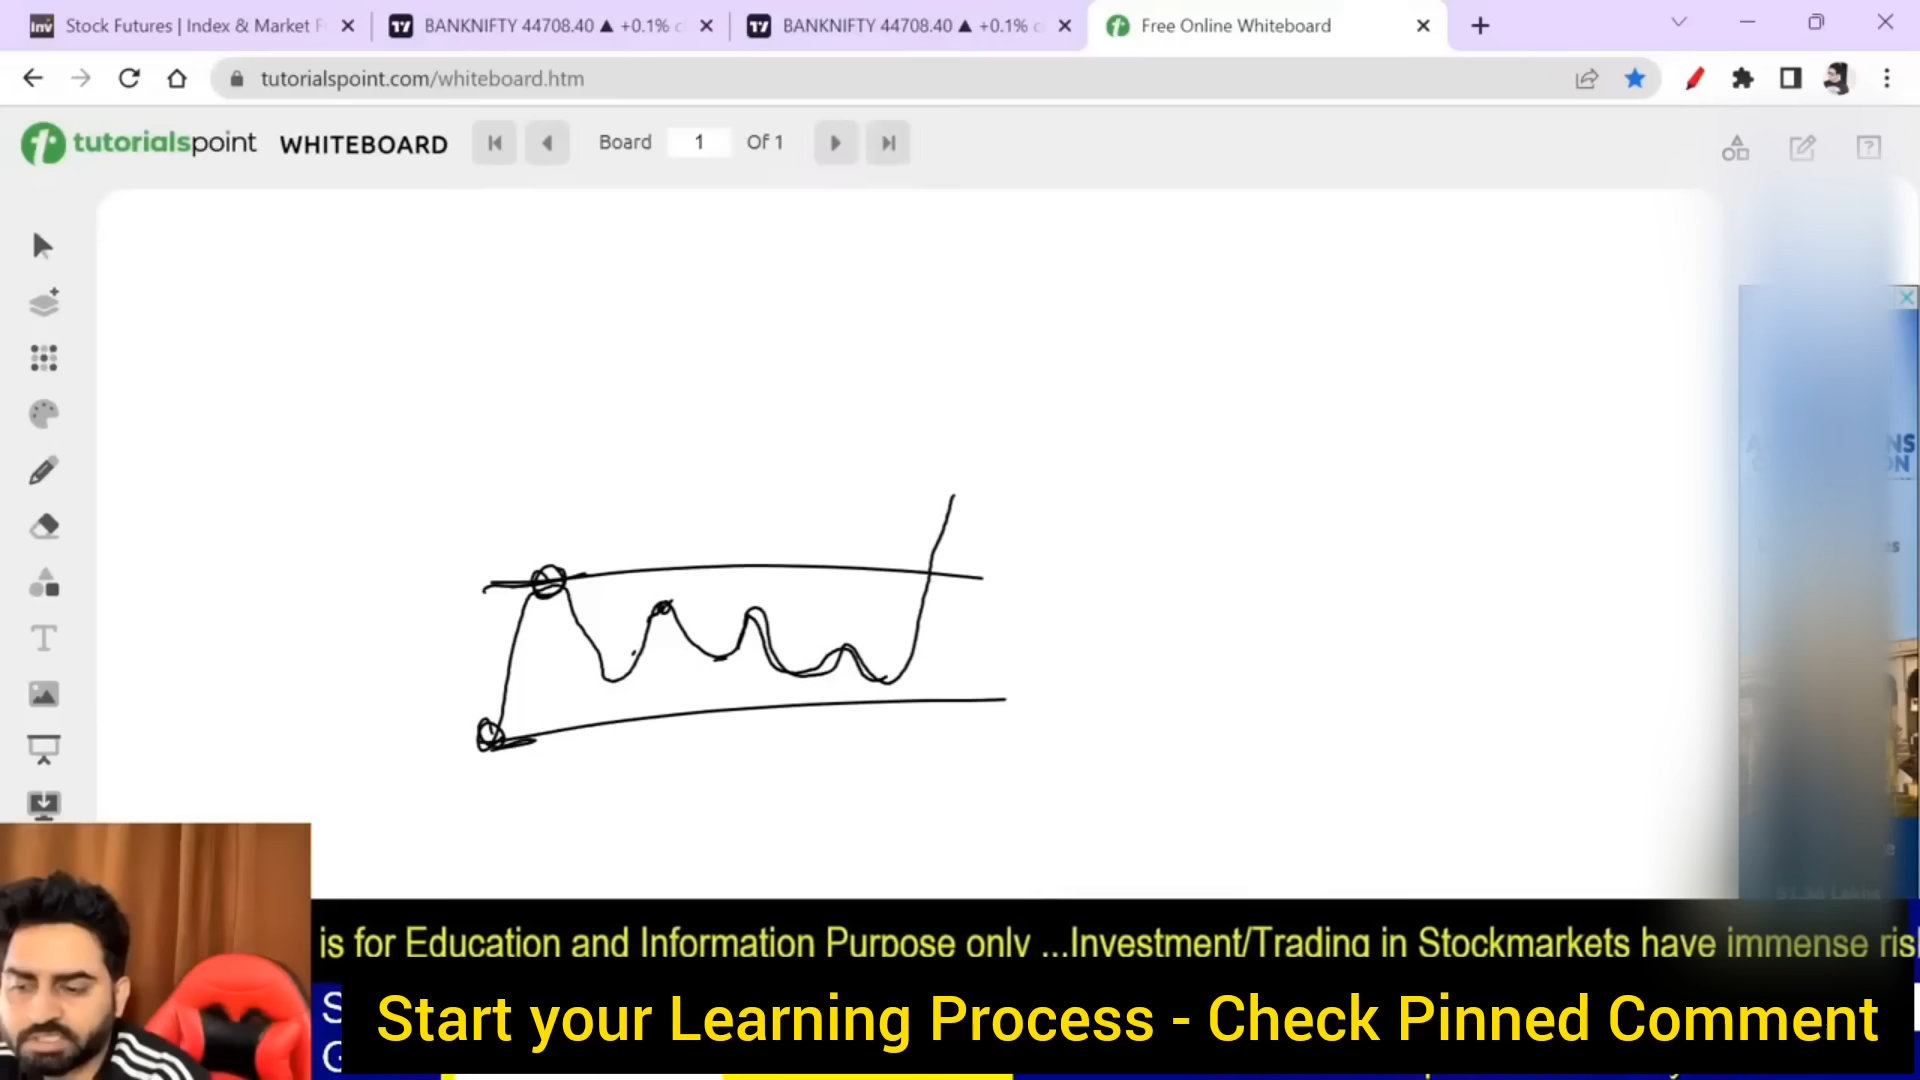 Stock Futures | Index & Market F
BANKNIFTY 44708.40 ▲ +0.1%
BANKNIFTY 44708.40 ▲ +0.1%
Free Online Whiteboard
tutorialspoint.com/whiteboard.htm
tutorialspoint WHITEBOARD
Board 1 Of 1
is for Education and Information Purpose only ...Investment/Trading in Stockmarkets have immense ris
Start your Learning Process - Check Pinned Comment